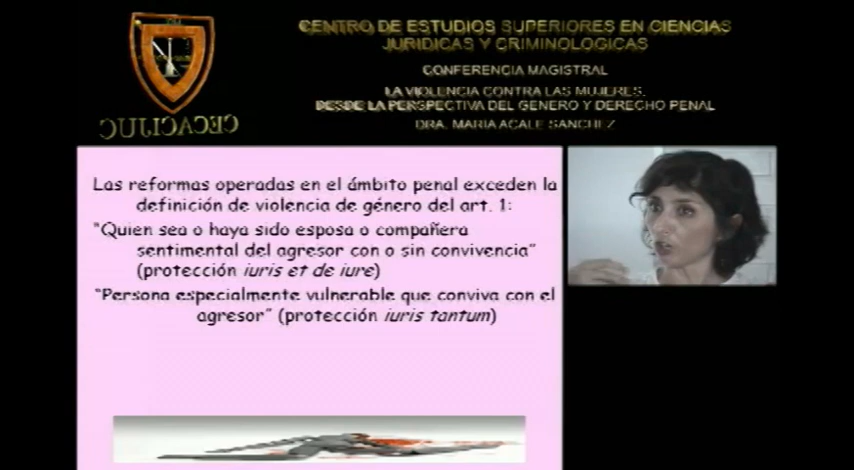 CENTRO DE ESTUDIOS SUPERIORES EN CIENCIAS
JURIDICAS Y CRIMINOLOGICAS
CONFERENCIA MAGISTRAL
LA VIOLENCIA CONTRA LAS MUJERES.
DESDE LA PERSPECTIVA DEL GENERO Y DERECHO PENAL
DRA. MARIA ACALE SANCHEZ
CECACIJUC
Las reformas operadas en el ámbito penal exceden la
definición de violencia de género del art. 1:
“Quien sea o haya sido esposa o compañera
sentimental del agresor con o sin convivencia”
(protección iuris et de iure)
“Persona especialmente vulnerable que conviva con el
agresor” (protección iuris tantum)